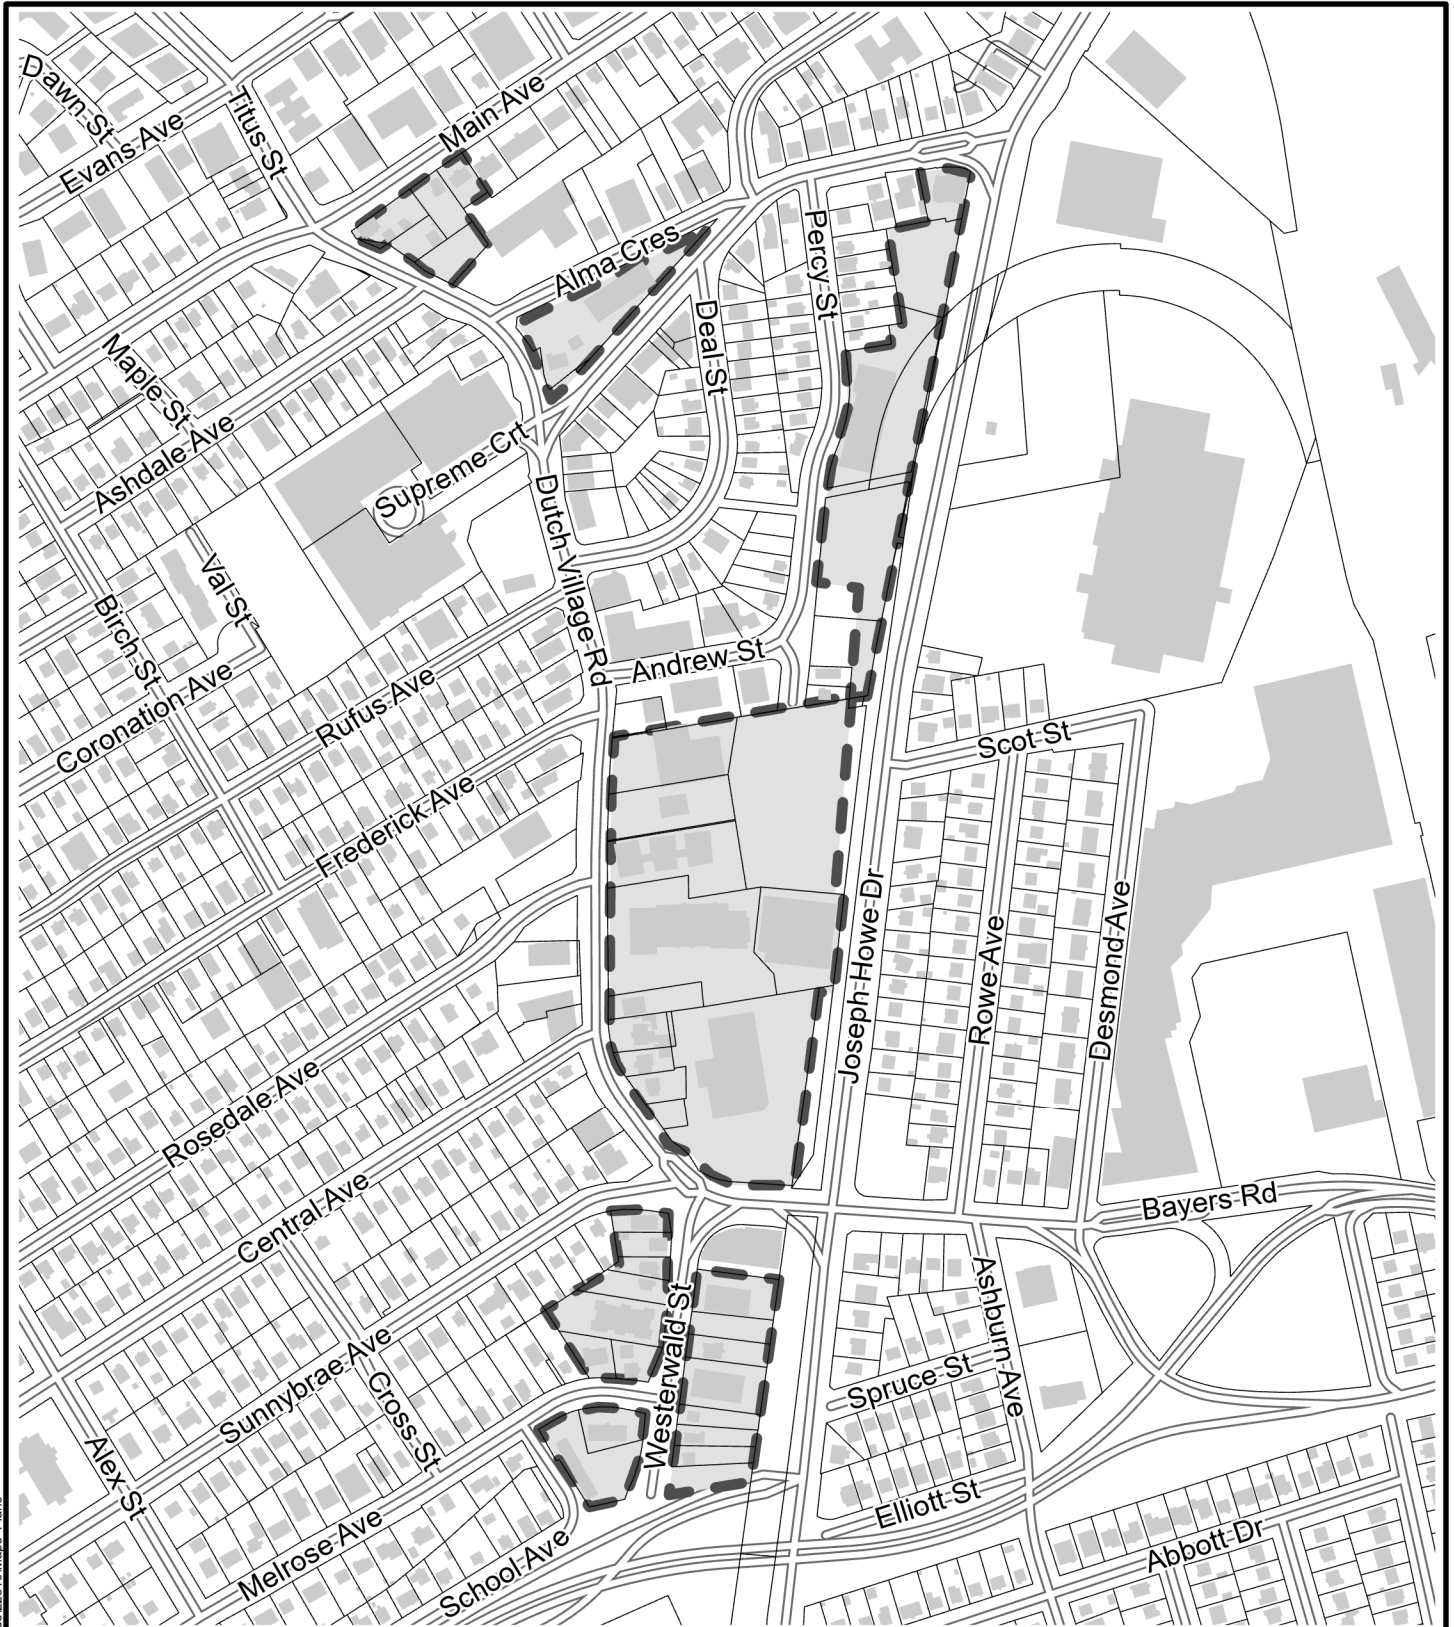 Dawn St
Evans Ave
Titus St
Main Ave
Alma Cres
Percy St
Deal St
Maple St
Ashdale Ave
Supreme Crt
Dutch Village Rd
Val St
Birch St
Coronation Ave
Rufus Ave
Andrew St
Frederick Ave
Scot St
Joseph Howe Dr
Rowe Ave
Desmond Ave
Rosedale Ave
Central Ave
Bayers Rd
Westerwald St
Ashburn Ave
Sunnybrae Ave
Cross St
Spruce St
Alex St
Melrose Ave
School Ave
Elliott St
Abbott Dr